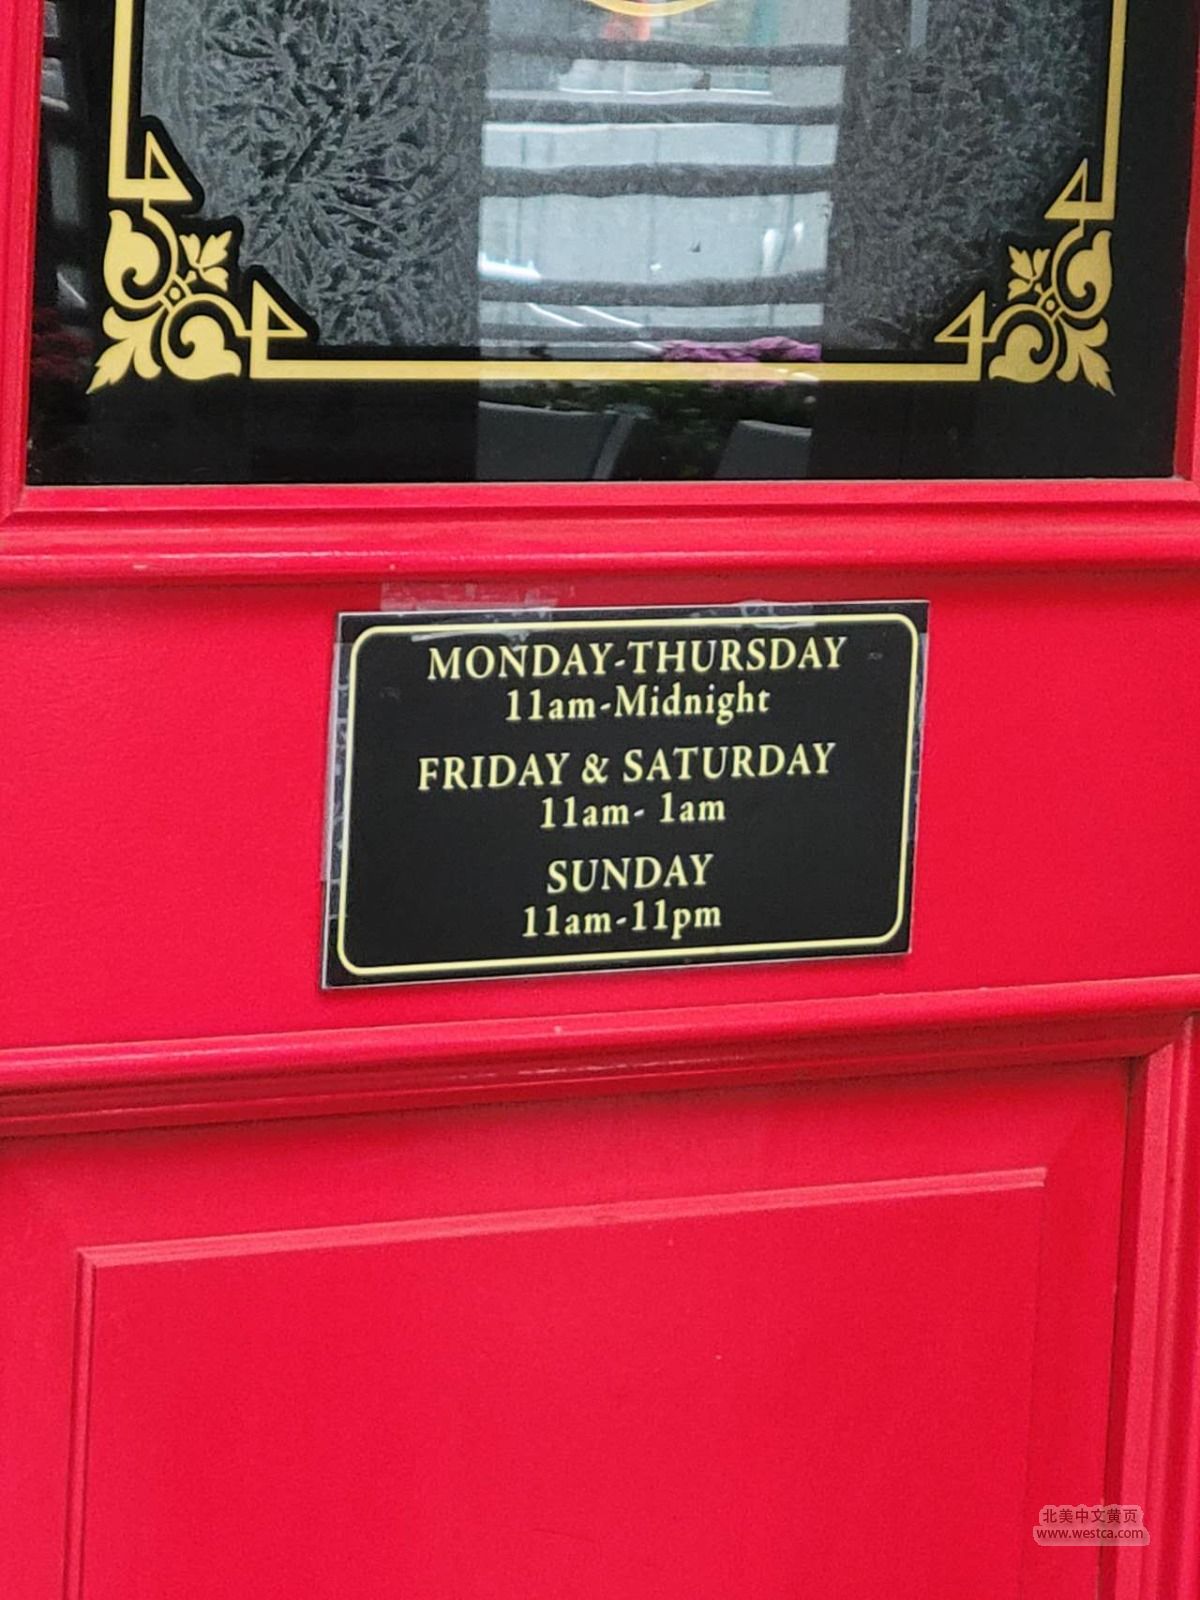 MONDAY-THURSDAY
11am-Midnight
FRIDAY & SATURDAY
11am- 1am
SUNDAY
11am-11pm
北美中文黄页
www.westca.com